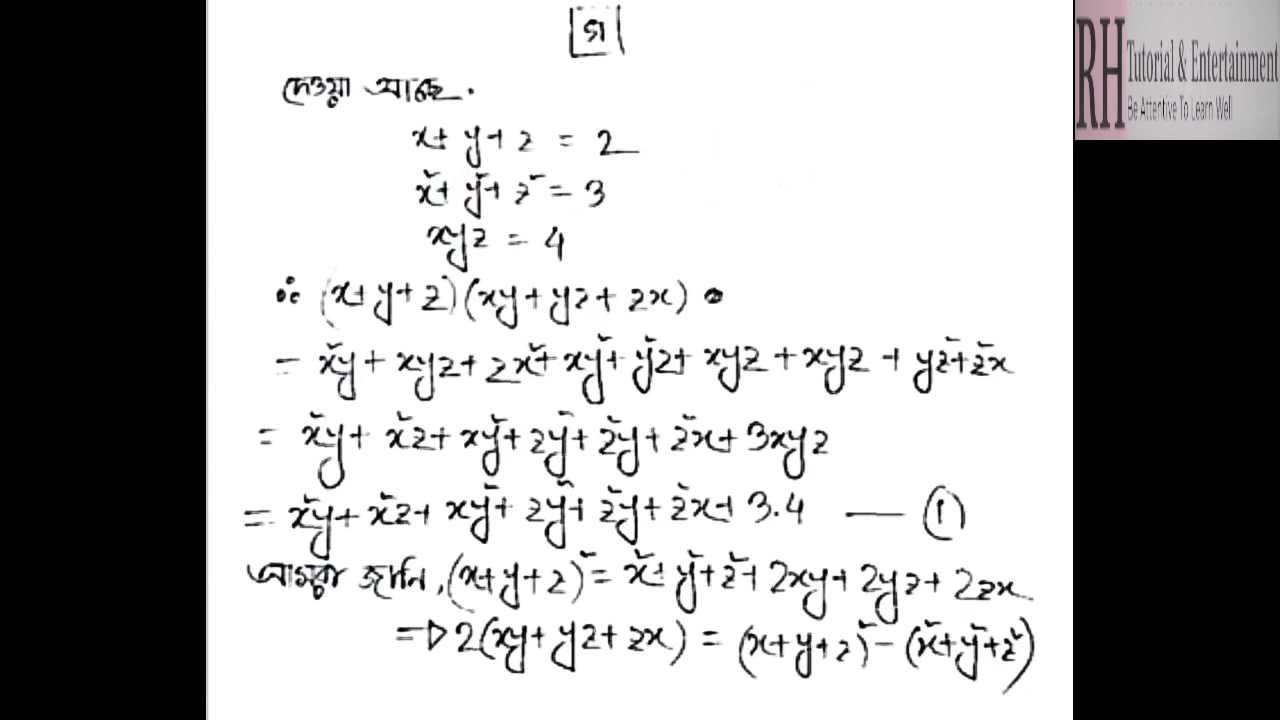 গ
RH Tutorial & Entertainment
Be Attentive To Learn Well
দেওয়া আছে.
x + y + z = 2
x² + y² + z² = 3
xyz = 4
∴ (x + y + z)(xy + yz + zx)
= x²y + xyz + zx² + xy² + y²z + xyz + xyz + yz² + z²x
= x²y + x²z + xy² + zy² + z²y + z²x + 3xyz
= x²y + x²z + xy² + zy² + z²y + z²x + 3.4 —— ①
আমরা জানি, (x + y + z)² = x² + y² + z² + 2xy + 2yz + 2zx
=> 2(xy + yz + zx) = (x + y + z)² - (x² + y² + z²)